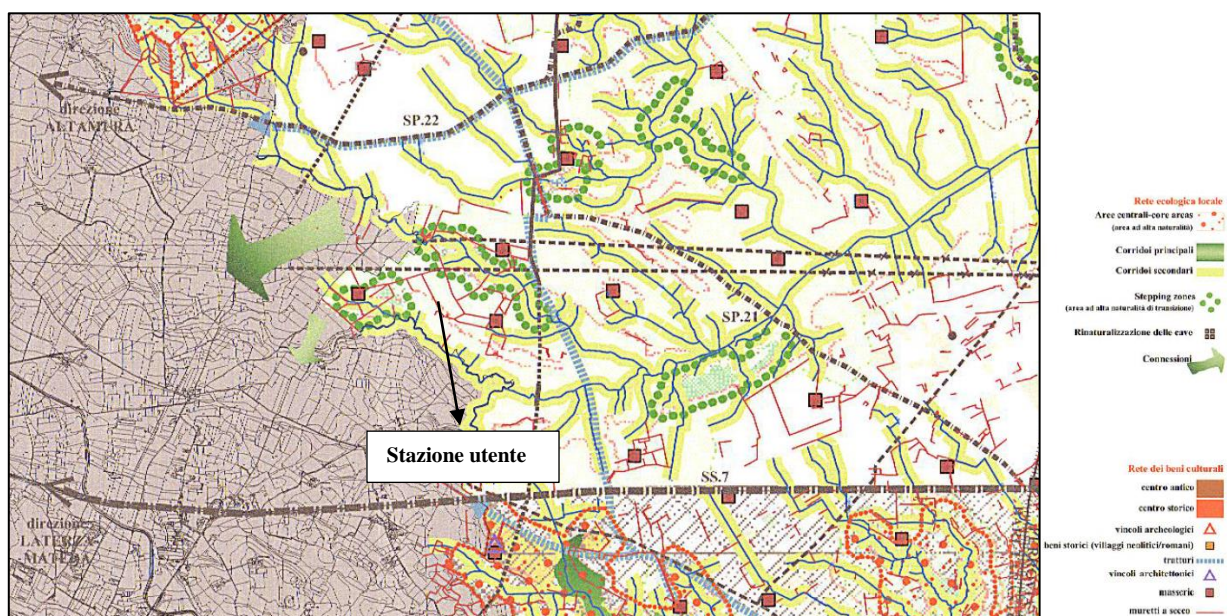 direzione
ALTAMURA
SP.22
SP.21
Stazione utente
SS.7
direzione
LATERZA
MATERA
Rete ecologica locale
Aree centrali-core areas
(area ad alta naturalità)
Corridoi principali
Corridoi secondari
Stepping zones
(area ad alta naturalità di transizione)
Rinaturalizzazione delle cave
Connessioni
Rete dei beni culturali
centro antico
centro storico
vincoli archeologici
beni storici (villaggi neolitici/romani)
tratturi
vincoli architettonici
masserie
muretti a secco